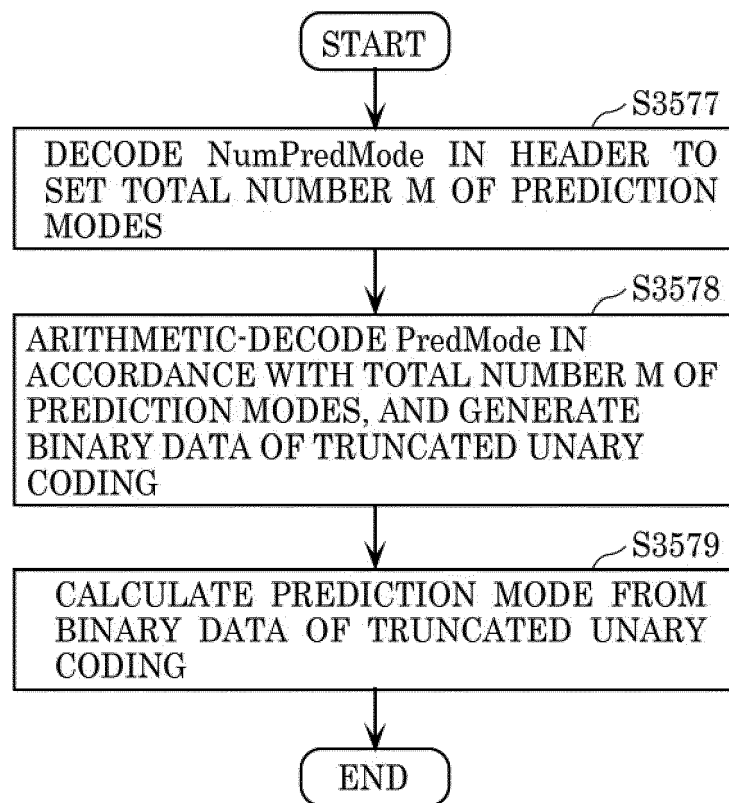 START
S3577
DECODE NumPredMode IN HEADER TO
SET TOTAL NUMBER M OF PREDICTION
MODES
S3578
ARITHMETIC-DECODE PredMode IN
ACCORDANCE WITH TOTAL NUMBER M OF
PREDICTION MODES, AND GENERATE
BINARY DATA OF TRUNCATED UNARY
CODING
S3579
CALCULATE PREDICTION MODE FROM
BINARY DATA OF TRUNCATED UNARY
CODING
END